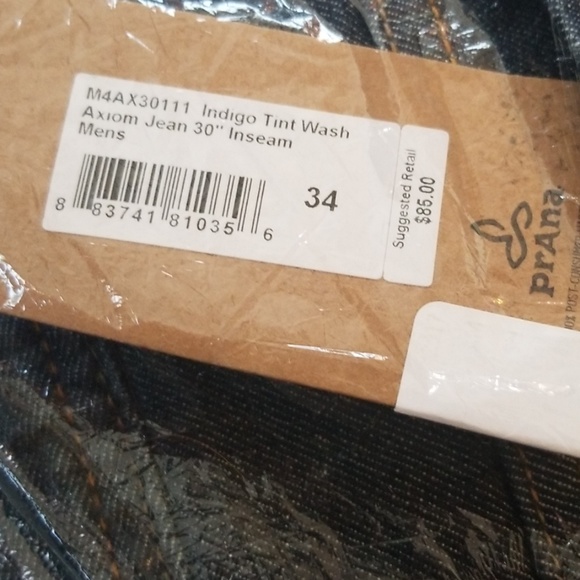 M4AX30111 Indigo Tint Wash
Axiom Jean 30" Inseam
Mens
8 83741 81035 6
34
Suggested Retail
$85.00
prAna